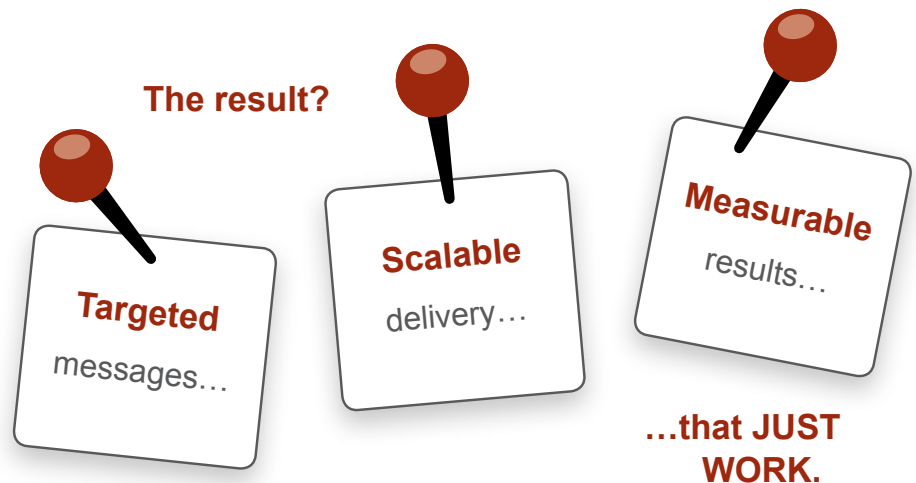 The result?
Targeted
messages…
Scalable
delivery…
Measurable
results…
…that JUST
WORK.